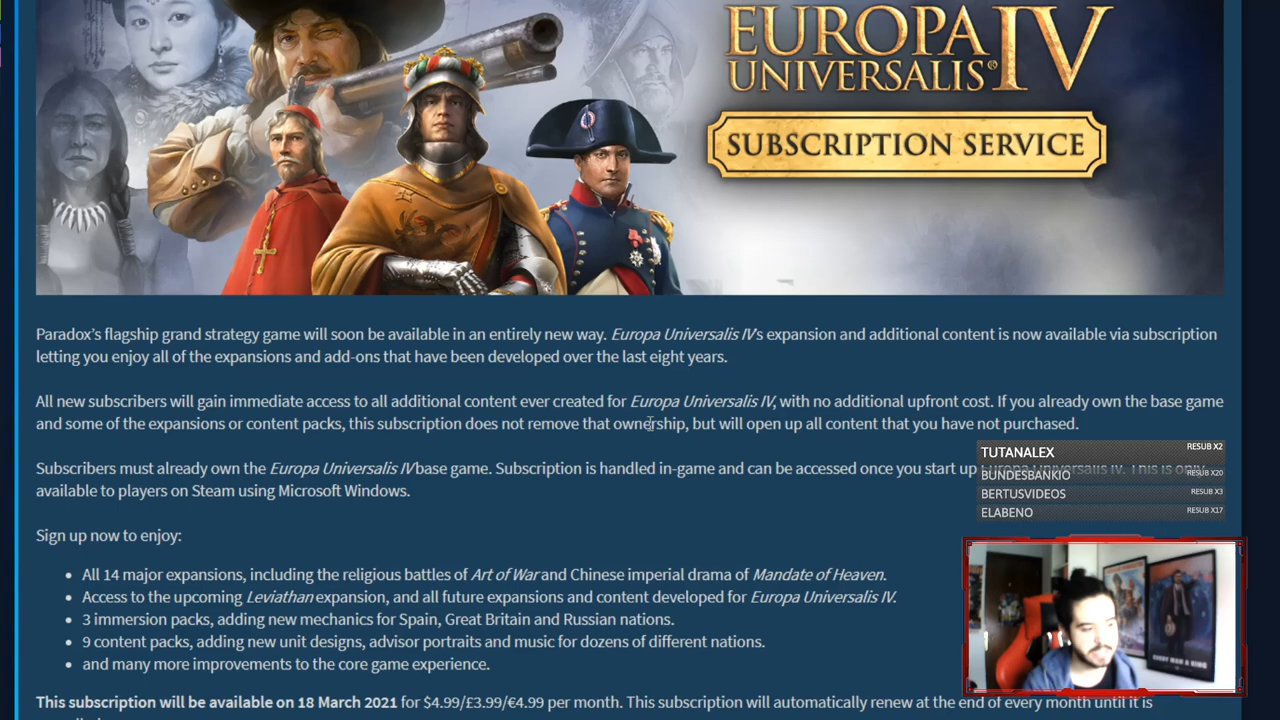 EUROPA
UNIVERSALIS® IV
SUBSCRIPTION SERVICE
Paradox's flagship grand strategy game will soon be available in an entirely new way. Europa Universalis IV's expansion and additional content is now available via subscription
letting you enjoy all of the expansions and add-ons that have been developed over the last eight years.
All new subscribers will gain immediate access to all additional content ever created for Europa Universalis IV, with no additional upfront cost. If you already own the base game
and some of the expansions or content packs, this subscription does not remove that ownership, but will open up all content that you have not purchased.
Subscribers must already own the Europa Universalis IV base game. Subscription is handled in-game and can be accessed once you start up Europa Universalis IV. This is only
available to players on Steam using Microsoft Windows.
TUTANALEX RESUB X2
BUNDESBANKIO RESUB X20
BERTUSVIDEOS RESUB X3
ELABENO RESUB X17
Sign up now to enjoy:
• All 14 major expansions, including the religious battles of Art of War and Chinese imperial drama of Mandate of Heaven.
• Access to the upcoming Leviathan expansion, and all future expansions and content developed for Europa Universalis IV.
• 3 immersion packs, adding new mechanics for Spain, Great Britain and Russian nations.
• 9 content packs, adding new unit designs, advisor portraits and music for dozens of different nations.
• and many more improvements to the core game experience.
EVERY MAN A KING
This subscription will be available on 18 March 2021 for $4.99/£3.99/€4.99 per month. This subscription will automatically renew at the end of every month until it is